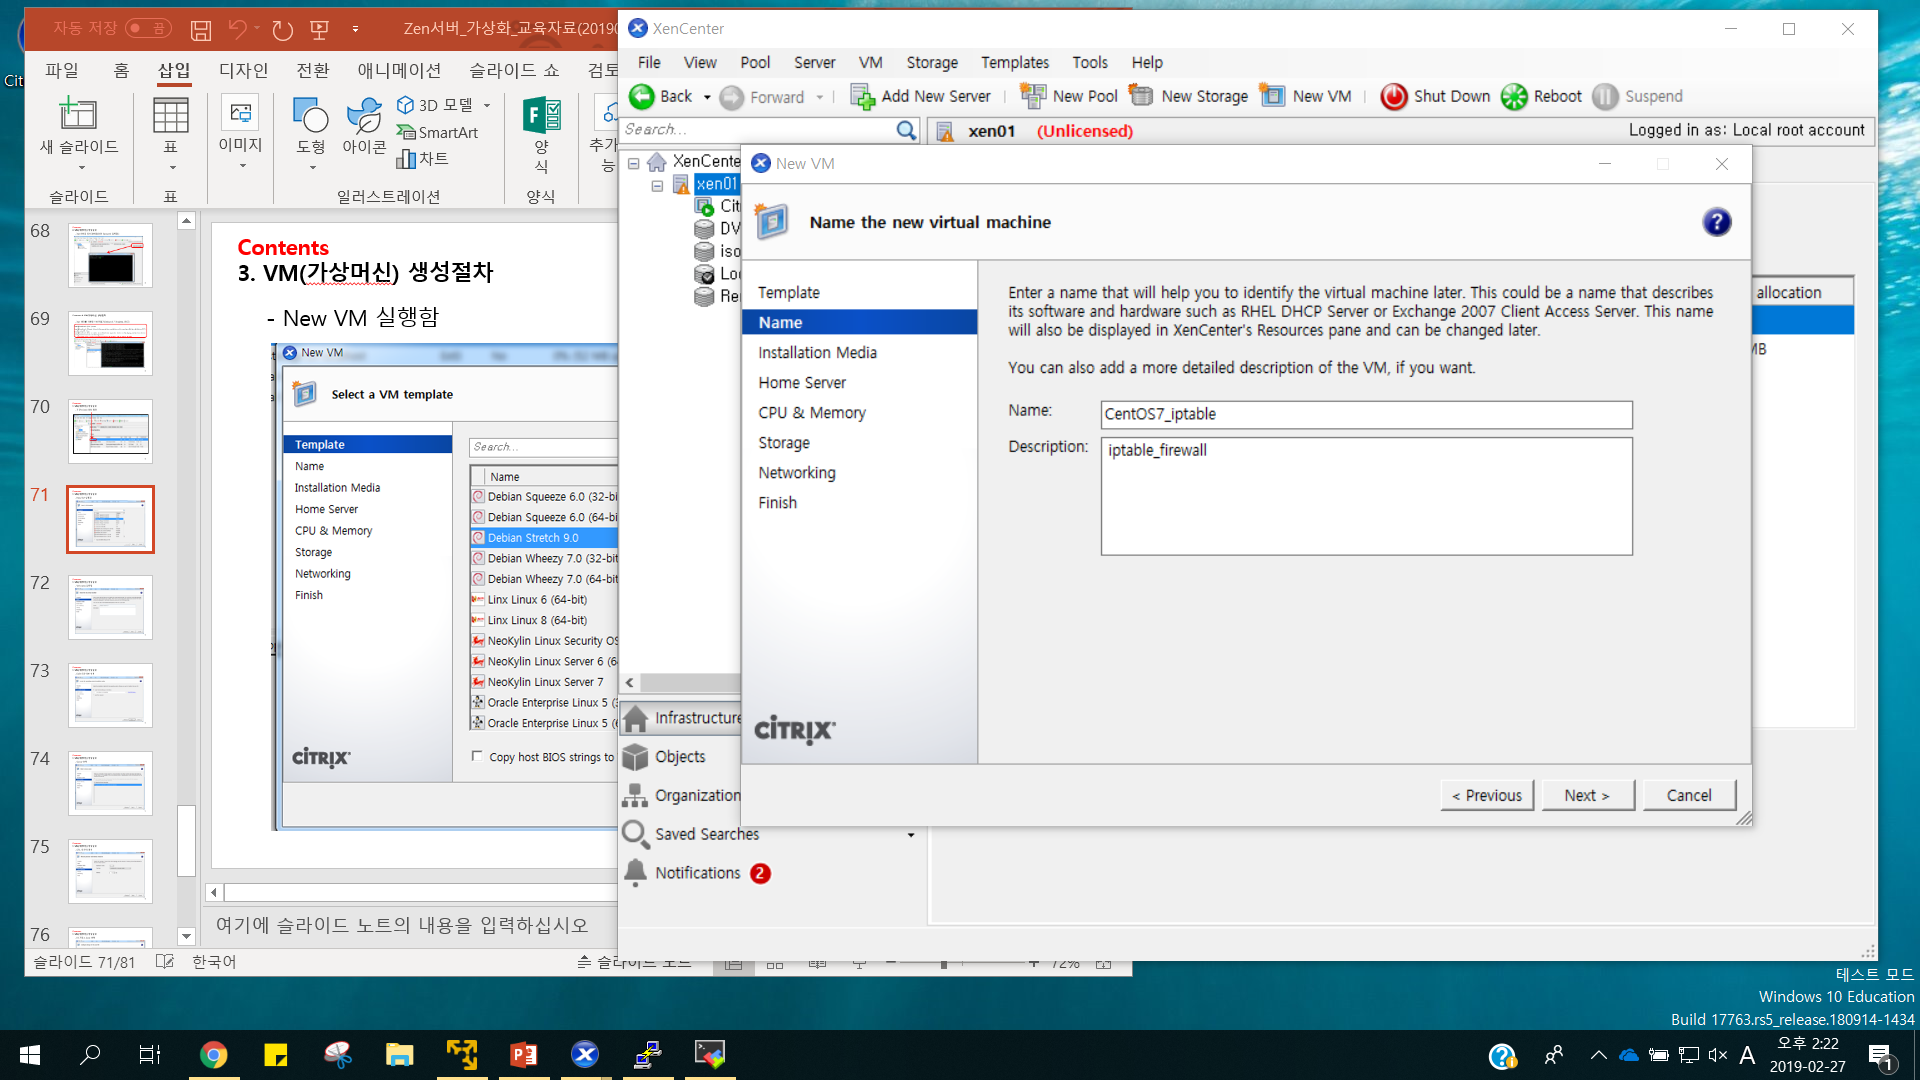 자동 저장 끔
Zen서버_가상화_교육자료(20190
파일 홈 삽입 디자인 전환 애니메이션 슬라이드 쇼 검토
새 슬라이드
표
이미지
도형
아이콘
3D 모델
SmartArt
차트
양
식
추가
능
슬라이드
표
일러스트레이션
양식
68
69
70
71
72
73
74
75
76
Contents
3. VM(가상머신) 생성절차
- New VM 실행함
New VM
Select a VM template
Template
Name
Installation Media
Home Server
CPU & Memory
Storage
Networking
Finish
CITRIX
Search...
Name
Debian Squeeze 6.0 (32-bi
Debian Squeeze 6.0 (64-bi
Debian Stretch 9.0
Debian Wheezy 7.0 (32-bit
Debian Wheezy 7.0 (64-bit
Linx Linux 6 (64-bit)
Linx Linux 8 (64-bit)
NeoKylin Linux Security OS
NeoKylin Linux Server 6 (6
NeoKylin Linux Server 7
Oracle Enterprise Linux 5 (
Oracle Enterprise Linux 5 (6
Copy host BIOS strings to
여기에 슬라이드 노트의 내용을 입력하십시오
슬라이드 71/81 한국어
슬라이드 노트
72%
XenCenter
File View Pool Server VM Storage Templates Tools Help
Back Forward Add New Server New Pool New Storage New VM Shut Down Reboot Suspend
Search...
xen01 (Unlicensed)
Logged in as: Local root account
XenCente
xen01
Cit
DV
iso
Loc
Re
Infrastructure
Objects
Organization
Saved Searches
Notifications 2
allocation
MB
New VM
Name the new virtual machine
Template
Name
Installation Media
Home Server
CPU & Memory
Storage
Networking
Finish
CITRIX
Enter a name that will help you to identify the virtual machine later. This could be a name that describes
its software and hardware such as RHEL DHCP Server or Exchange 2007 Client Access Server. This name
will also be displayed in XenCenter's Resources pane and can be changed later.
You can also add a more detailed description of the VM, if you want.
Name: CentOS7_iptable
Description: iptable_firewall
< Previous Next > Cancel
테스트 모드
Windows 10 Education
Build 17763.rs5_release.180914-1434
A
오후 2:22
2019-02-27
1
Cit